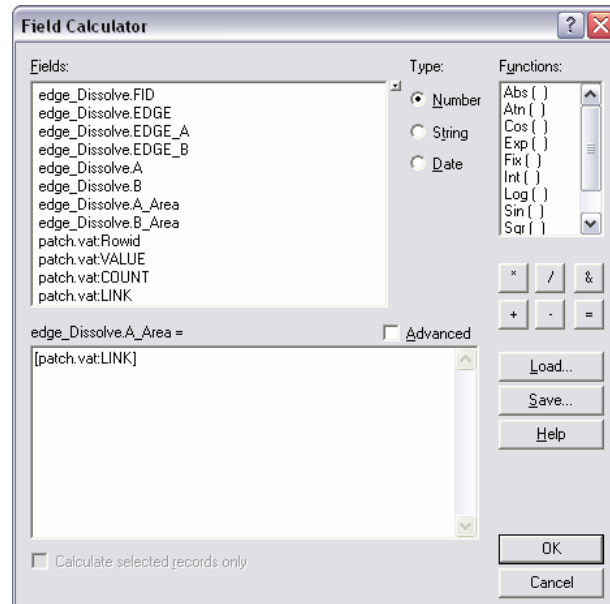 Field Calculator
Fields:
edge_Dissolve.FID
edge_Dissolve.EDGE
edge_Dissolve.EDGE_A
edge_Dissolve.EDGE_B
edge_Dissolve.A
edge_Dissolve.B
edge_Dissolve.A_Area
edge_Dissolve.B_Area
patch.vat:Rowid
patch.vat:VALUE
patch.vat:COUNT
patch.vat:LINK
Type:
Number
String
Date
Functions:
Abs ( )
Atn ( )
Cos ( )
Exp ( )
Fix ( )
Int ( )
Log ( )
Sin ( )
Sqr ( )
* / &
+ - =
edge_Dissolve.A_Area =
Advanced
[patch.vat:LINK]
Load...
Save...
Help
Calculate selected records only
OK
Cancel